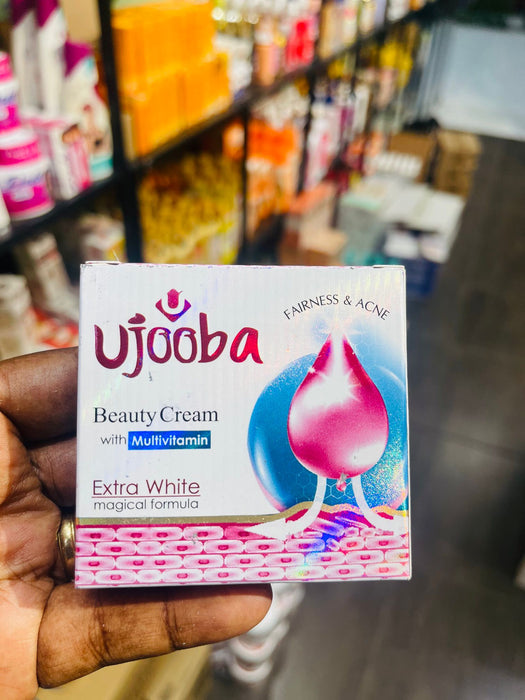 FAIRNESS & ACNE
ujooba
Beauty Cream
with Multivitamin
Extra White
magical formula